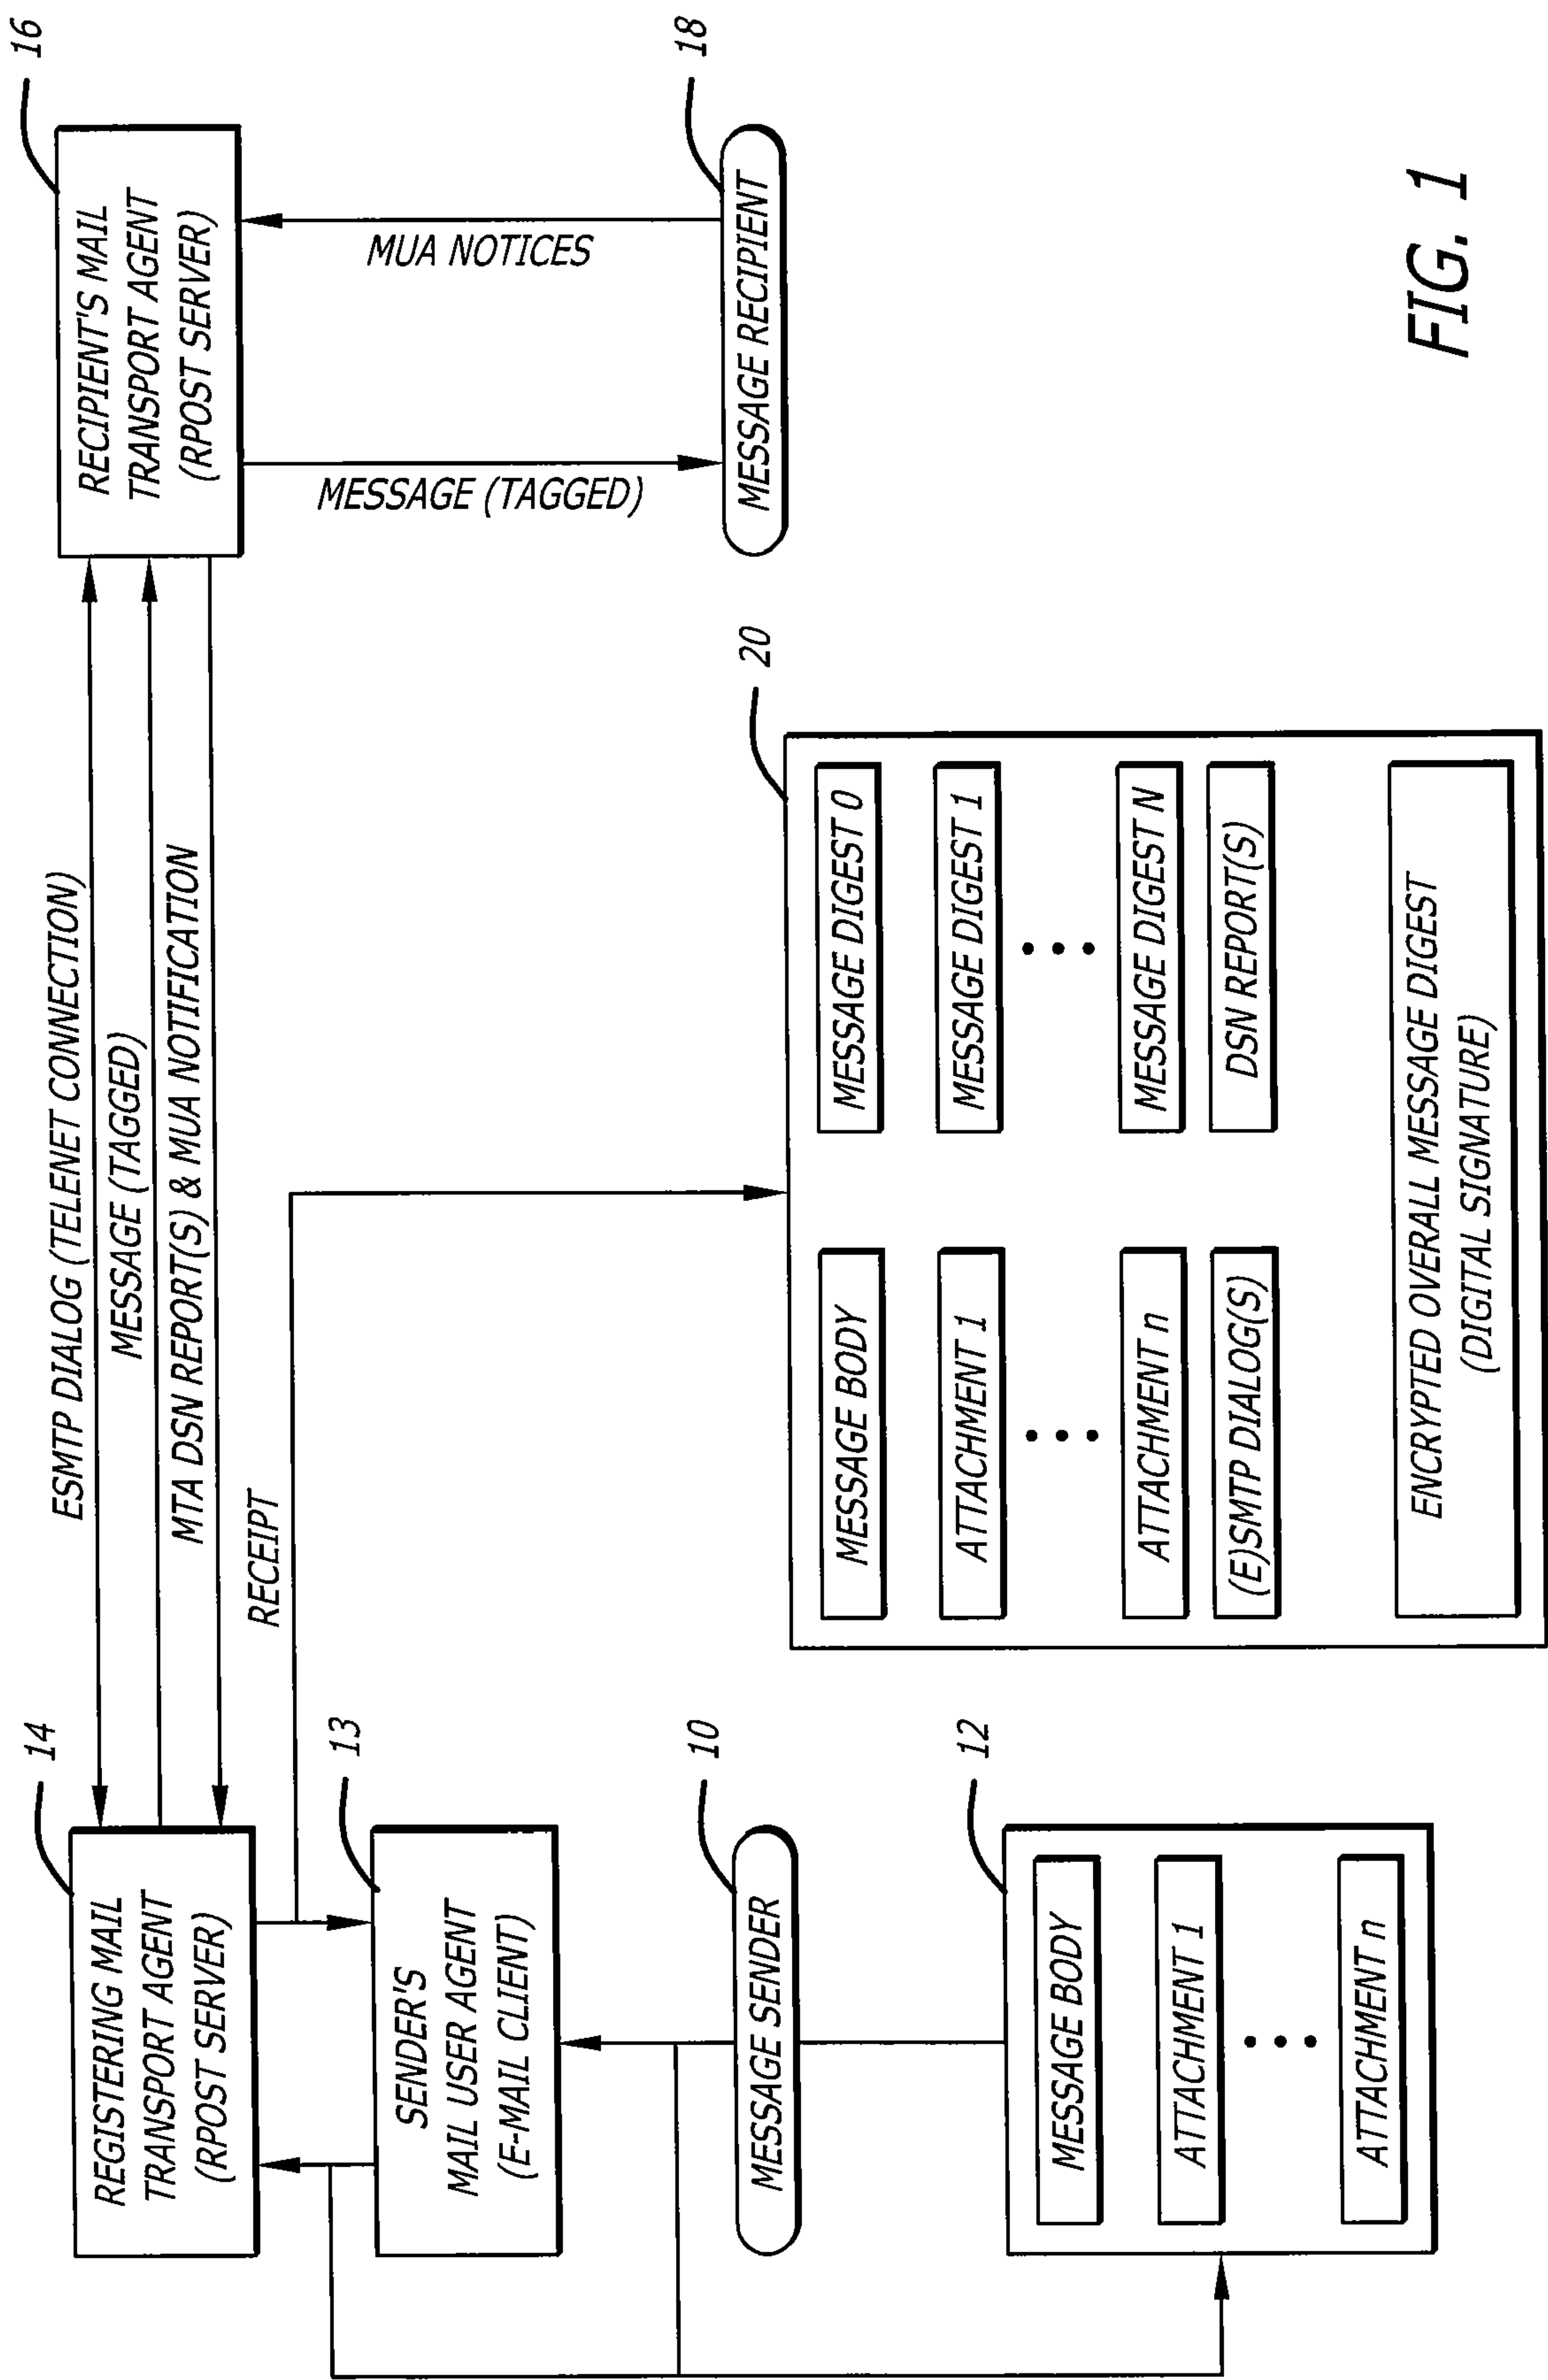 14
REGISTERING MAIL
TRANSPORT AGENT
(RPOST SERVER)
ESMTP DIALOG (TELENET CONNECTION)
MESSAGE (TAGGED)
MTA DSN REPORT(S) & MUA NOTIFICATION
16
RECIPIENT'S MAIL
TRANSPORT AGENT
(RPOST SERVER)
RECEIPT
13
SENDER'S
MAIL USER AGENT
(E-MAIL CLIENT)
MESSAGE (TAGGED)
MUA NOTICES
10
MESSAGE SENDER
18
MESSAGE RECIPIENT
12
MESSAGE BODY
ATTACHMENT 1
ATTACHMENT n
20
MESSAGE BODY
MESSAGE DIGEST 0
ATTACHMENT 1
MESSAGE DIGEST 1
ATTACHMENT n
MESSAGE DIGEST N
(E)SMTP DIALOG(S)
DSN REPORT(S)
ENCRYPTED OVERALL MESSAGE DIGEST
(DIGITAL SIGNATURE)
FIG. 1